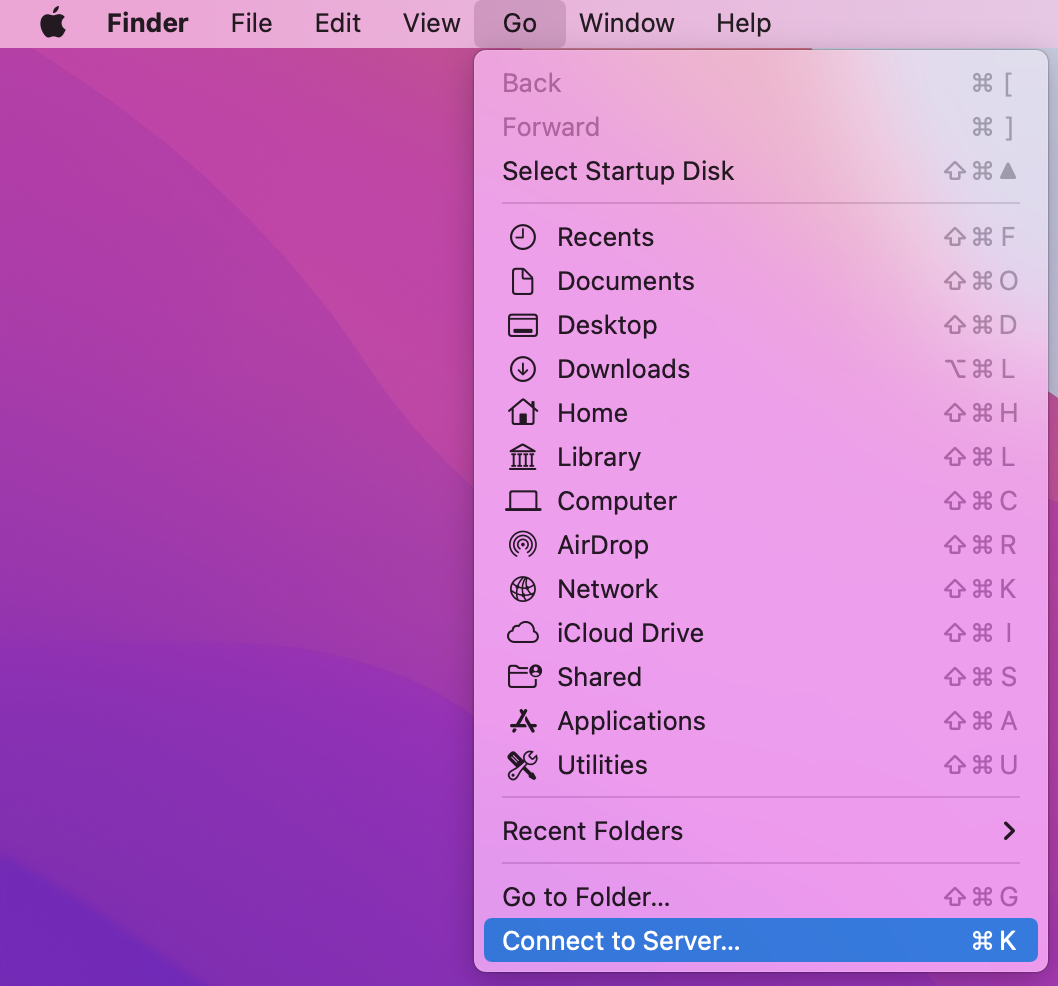 Finder File Edit View Go Window Help
Back ⌘ [
Forward ⌘ ]
Select Startup Disk ⇧⌘▲
Recents ⇧⌘F
Documents ⇧⌘O
Desktop ⇧⌘D
Downloads ⌥⌘L
Home ⇧⌘H
Library ⇧⌘L
Computer ⇧⌘C
AirDrop ⇧⌘R
Network ⇧⌘K
iCloud Drive ⇧⌘I
Shared ⇧⌘S
Applications ⇧⌘A
Utilities ⇧⌘U
Recent Folders
Go to Folder... ⇧⌘G
Connect to Server... ⌘K